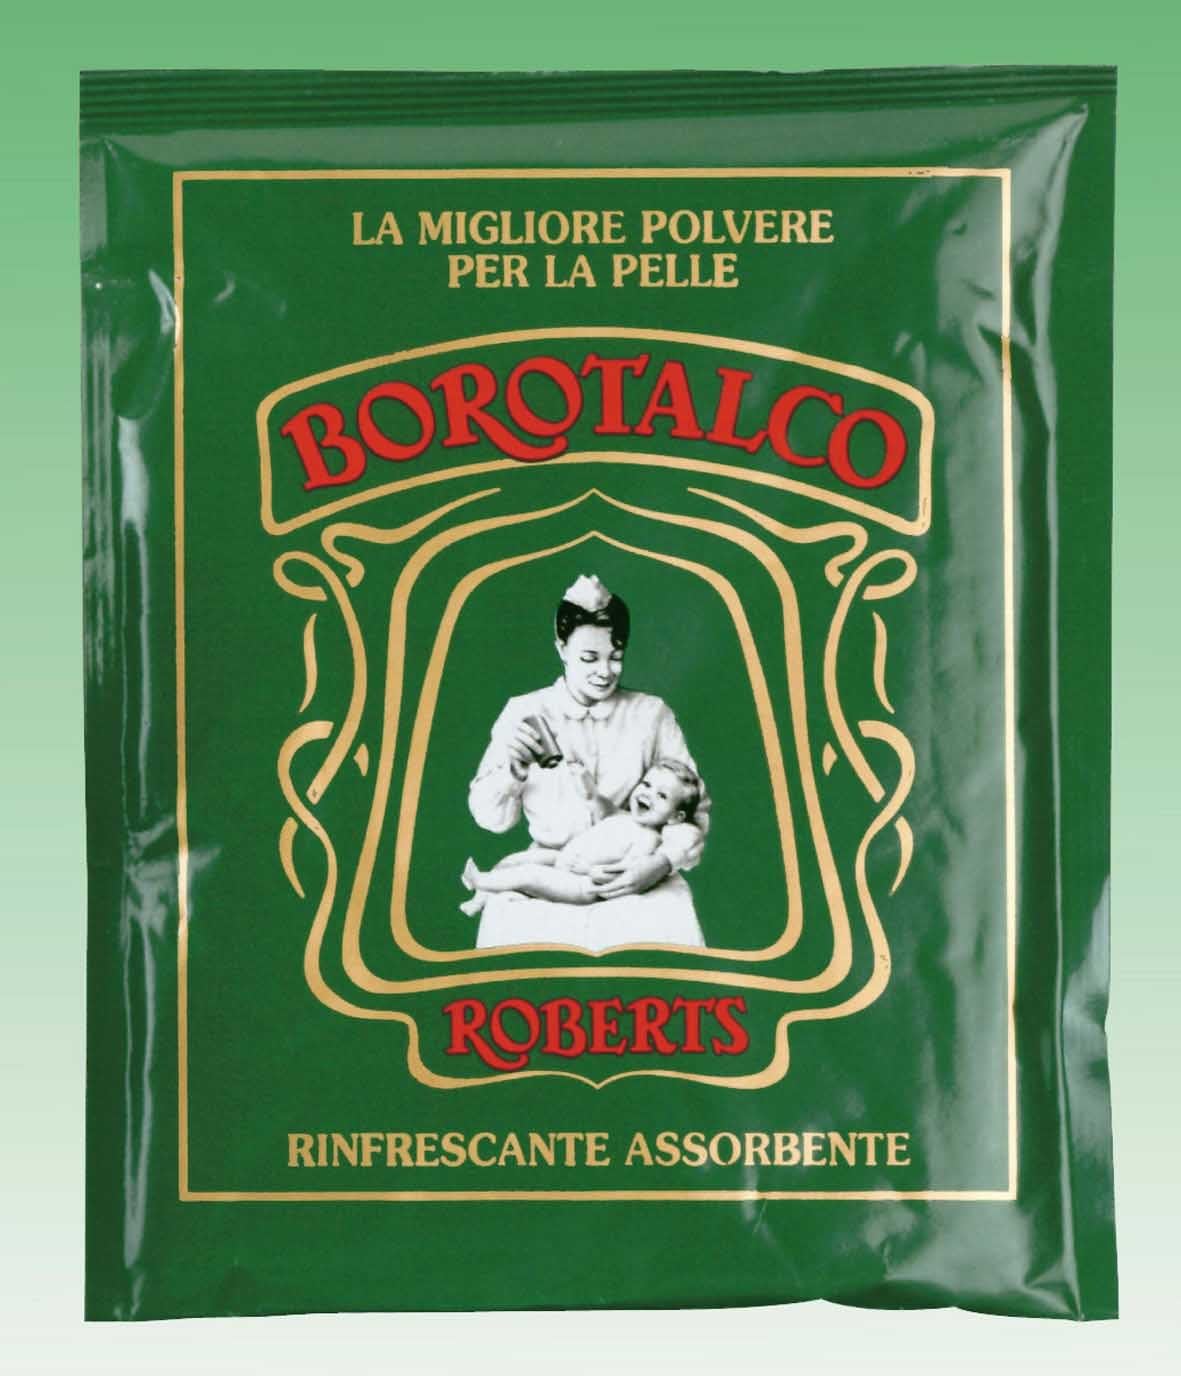 LA MIGLIORE POLVERE
PER LA PELLE
BOROTALCO
ROBERTS
RINFRESCANTE ASSORBENTE